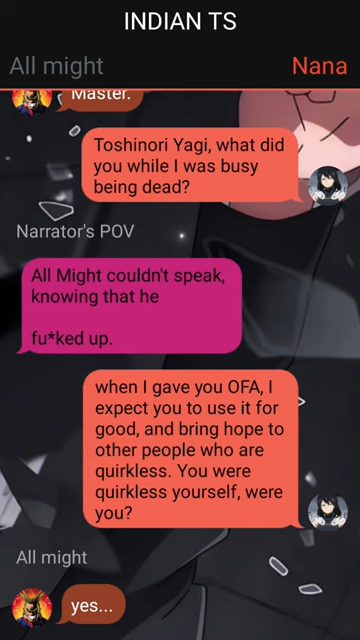 INDIAN TS
All might
Nana
Master.
Toshinori Yagi, what did
you while I was busy
being dead?
Narrator's POV
All Might couldn't speak,
knowing that he
fu*ked up.
when I gave you OFA, I
expect you to use it for
good, and bring hope to
other people who are
quirkless. You were
quirkless yourself, were
you?
All might
yes...